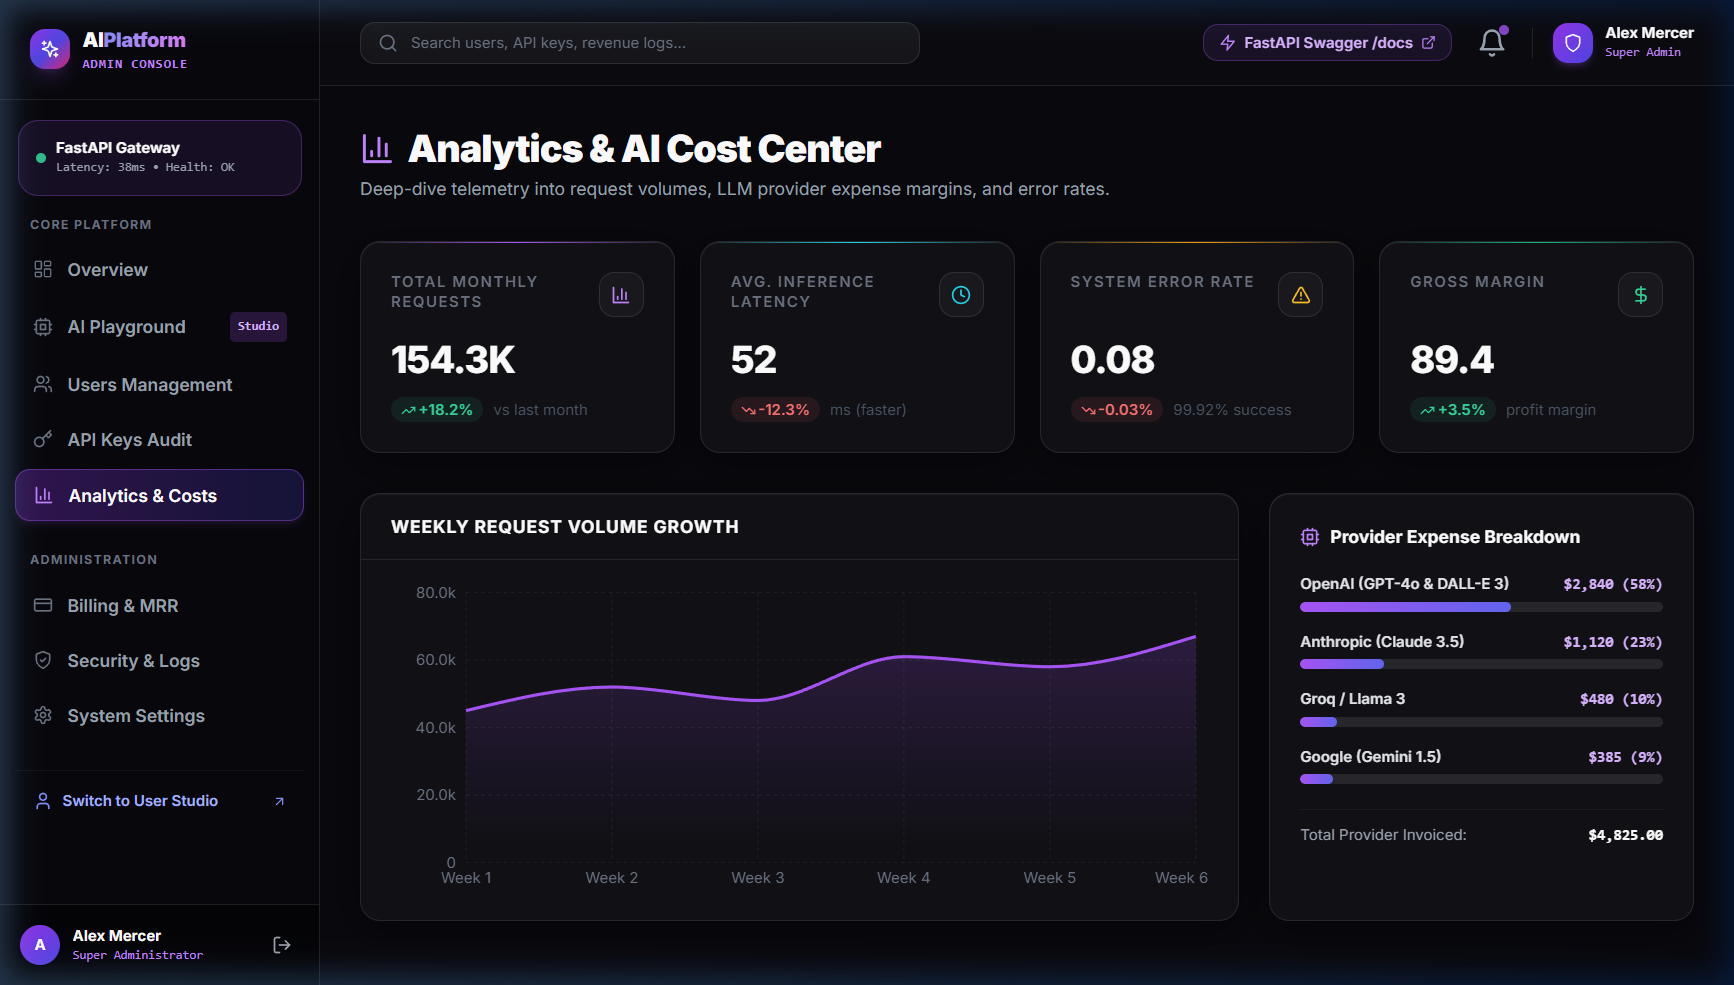 AIPlatform
ADMIN CONSOLE
Search users, API keys, revenue logs...
FastAPI Swagger /docs
Alex Mercer
Super Admin
FastAPI Gateway
Latency: 38ms • Health: OK
CORE PLATFORM
Overview
AI Playground
Studio
Users Management
API Keys Audit
Analytics & Costs
ADMINISTRATION
Billing & MRR
Security & Logs
System Settings
Switch to User Studio
A
Alex Mercer
Super Administrator
Analytics & AI Cost Center
Deep-dive telemetry into request volumes, LLM provider expense margins, and error rates.
TOTAL MONTHLY
REQUESTS
154.3K
+18.2% vs last month
AVG. INFERENCE
LATENCY
52
-12.3% ms (faster)
SYSTEM ERROR RATE
0.08
-0.03% 99.92% success
GROSS MARGIN
89.4
+3.5% profit margin
WEEKLY REQUEST VOLUME GROWTH
80.0k
60.0k
40.0k
20.0k
0
Week 1 Week 2 Week 3 Week 4 Week 5 Week 6
Provider Expense Breakdown
OpenAI (GPT-4o & DALL-E 3) $2,840 (58%)
Anthropic (Claude 3.5) $1,120 (23%)
Groq / Llama 3 $480 (10%)
Google (Gemini 1.5) $385 (9%)
Total Provider Invoiced: $4,825.00